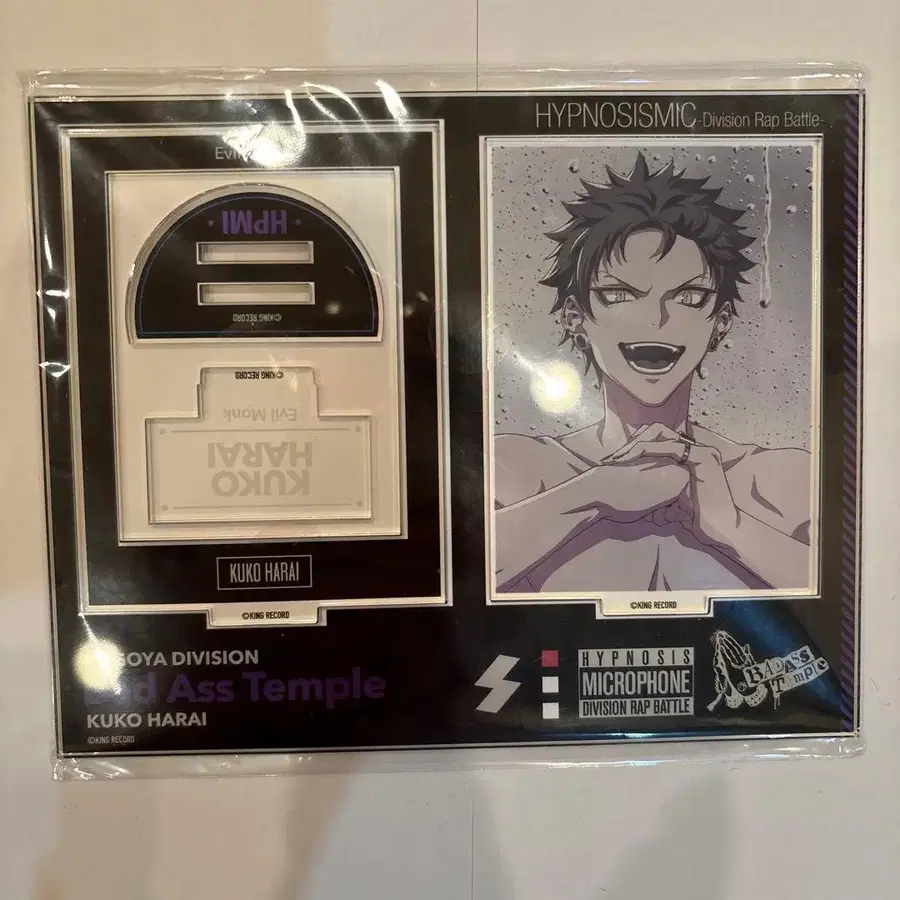 HYPNOSISMIC -Division Rap Battle-
Evil
HPMI
©KING RECORD
©KING RECORD
Evil Monk
KUKO
HARAI
KUKO HARAI
©KING RECORD
©KING RECORD
GOYA DIVISION
Bad Ass Temple
KUKO HARAI
©KING RECORD
HYPNOSIS
MICROPHONE
DIVISION RAP BATTLE
BAD ASS
Temple